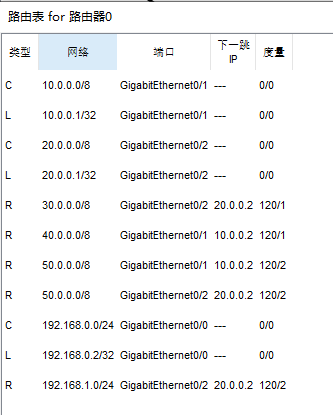 路由表 for 路由器0
类型 网络 端口 下一跳IP 度量
C 10.0.0.0/8 GigabitEthernet0/1 --- 0/0
L 10.0.0.1/32 GigabitEthernet0/1 --- 0/0
C 20.0.0.0/8 GigabitEthernet0/2 --- 0/0
L 20.0.0.1/32 GigabitEthernet0/2 --- 0/0
R 30.0.0.0/8 GigabitEthernet0/2 20.0.0.2 120/1
R 40.0.0.0/8 GigabitEthernet0/1 10.0.0.2 120/1
R 50.0.0.0/8 GigabitEthernet0/1 10.0.0.2 120/2
R 50.0.0.0/8 GigabitEthernet0/2 20.0.0.2 120/2
C 192.168.0.0/24 GigabitEthernet0/0 --- 0/0
L 192.168.0.2/32 GigabitEthernet0/0 --- 0/0
R 192.168.1.0/24 GigabitEthernet0/2 20.0.0.2 120/2